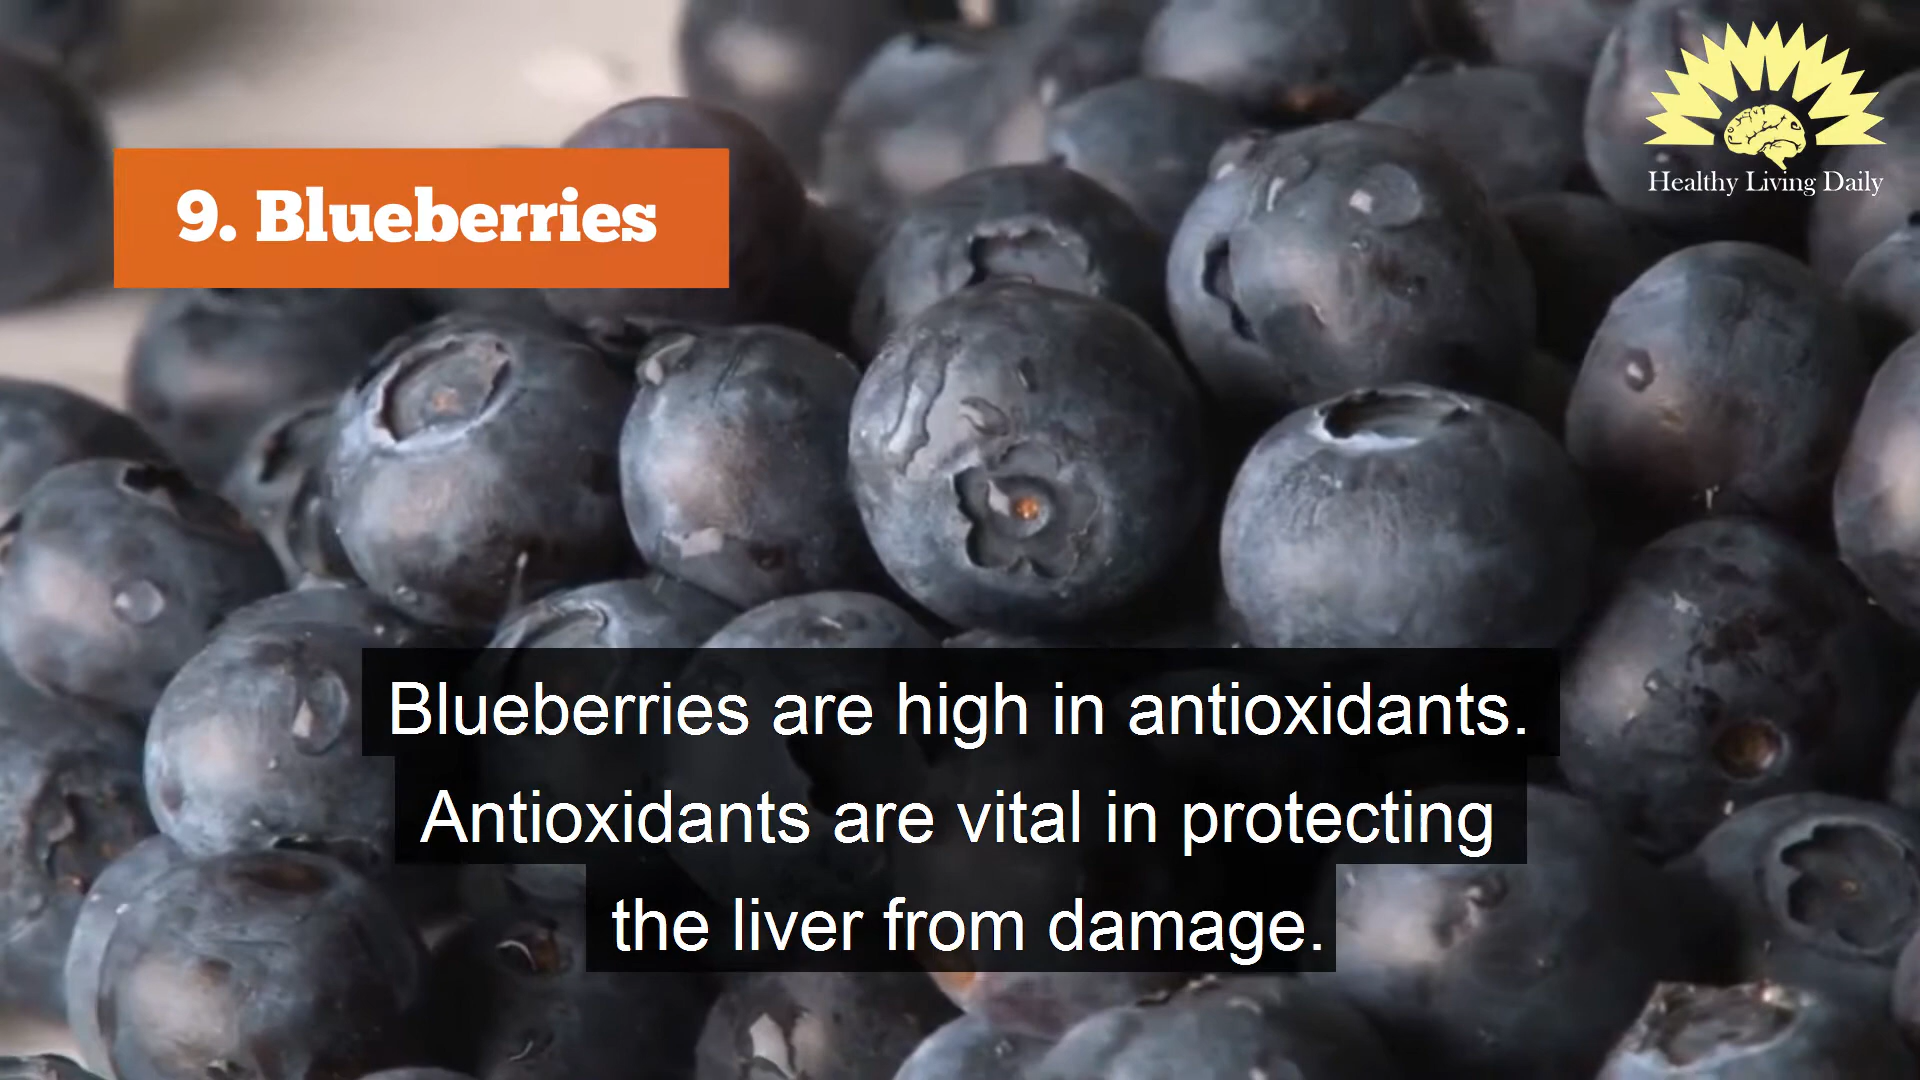 Healthy Living Daily
9. Blueberries
Blueberries are high in antioxidants.
Antioxidants are vital in protecting
the liver from damage.